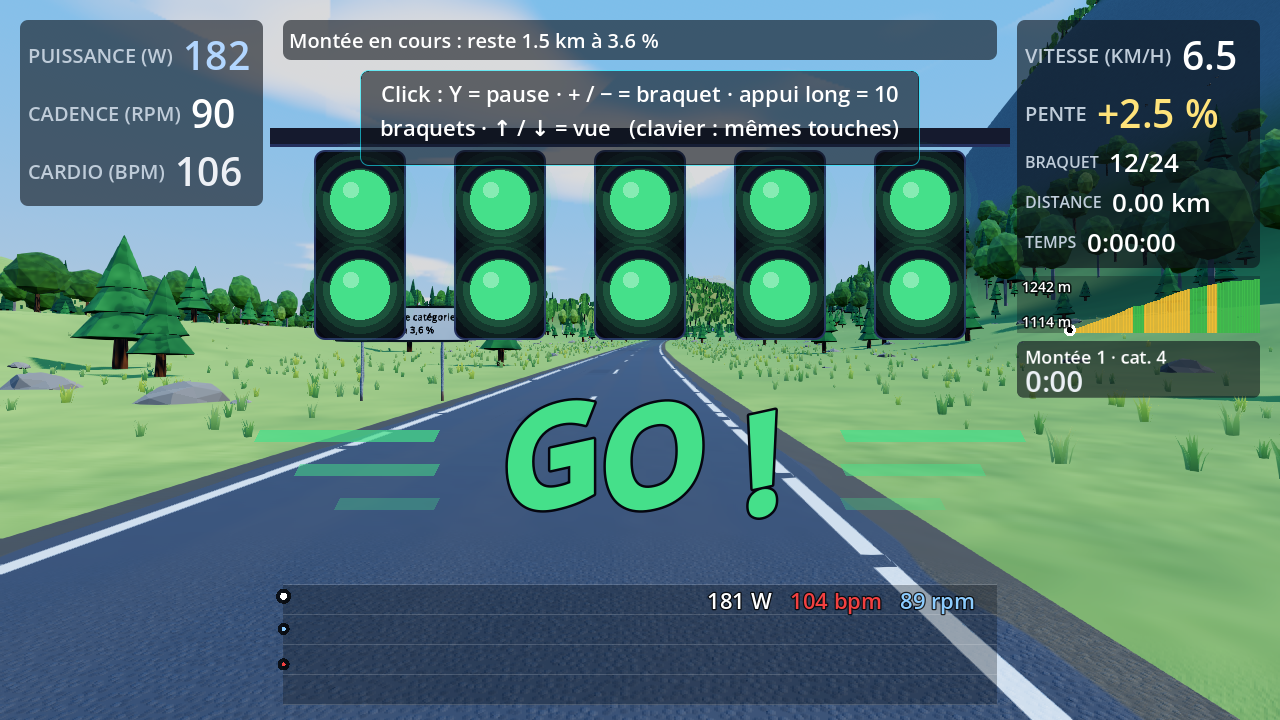 PUISSANCE (W) 182
CADENCE (RPM) 90
CARDIO (BPM) 106
Montée en cours : reste 1.5 km à 3.6 %
Click : Y = pause · + / − = braquet · appui long = 10
braquets · ↑ / ↓ = vue (clavier : mêmes touches)
VITESSE (KM/H) 6.5
PENTE +2.5 %
BRAQUET 12/24
DISTANCE 0.00 km
TEMPS 0:00:00
1242 m
1114 m
Montée 1 · cat. 4
0:00
e catégorie
3,6 %
GO !
181 W 104 bpm 89 rpm